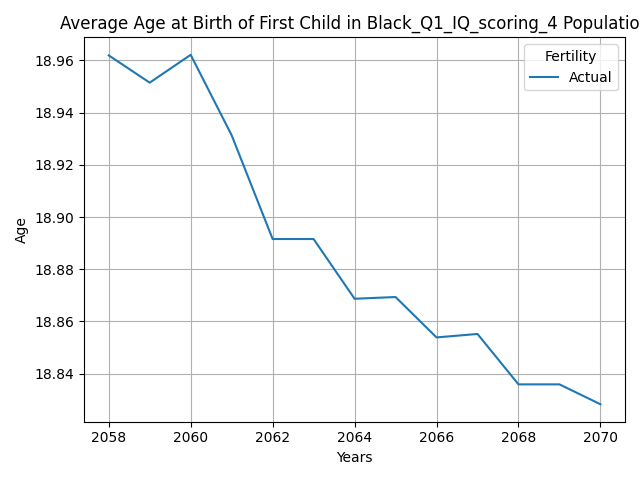 Average Age at Birth of First Child in Black_Q1_IQ_scoring_4 Populatio
Fertility
Actual
18.96
18.94
18.92
18.90
18.88
18.86
18.84
Age
2058 2060 2062 2064 2066 2068 2070
Years